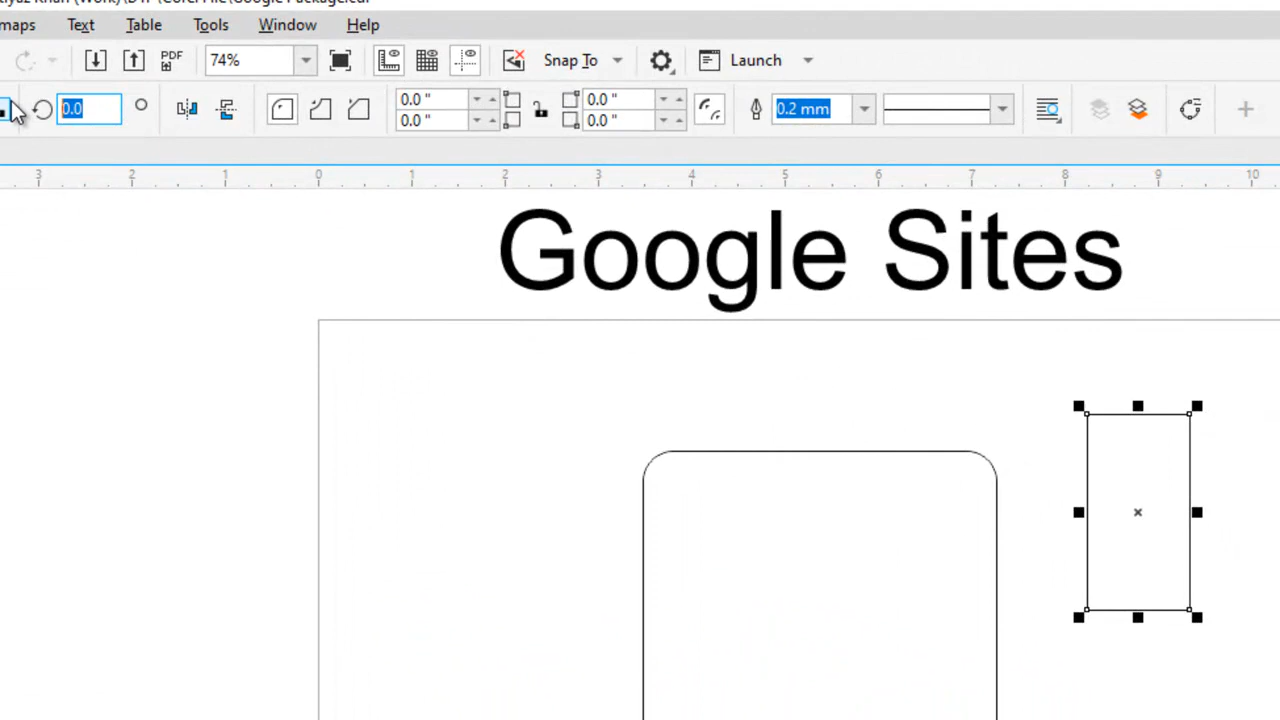 maps Text Table Tools Window Help
PDF 74% Snap To Launch
0.0 0.0 " 0.0 " 0.2 mm
0.0 " 0.0 "
3 2 1 0 1 2 3 4 5 6 7 8 9 10
Google Sites